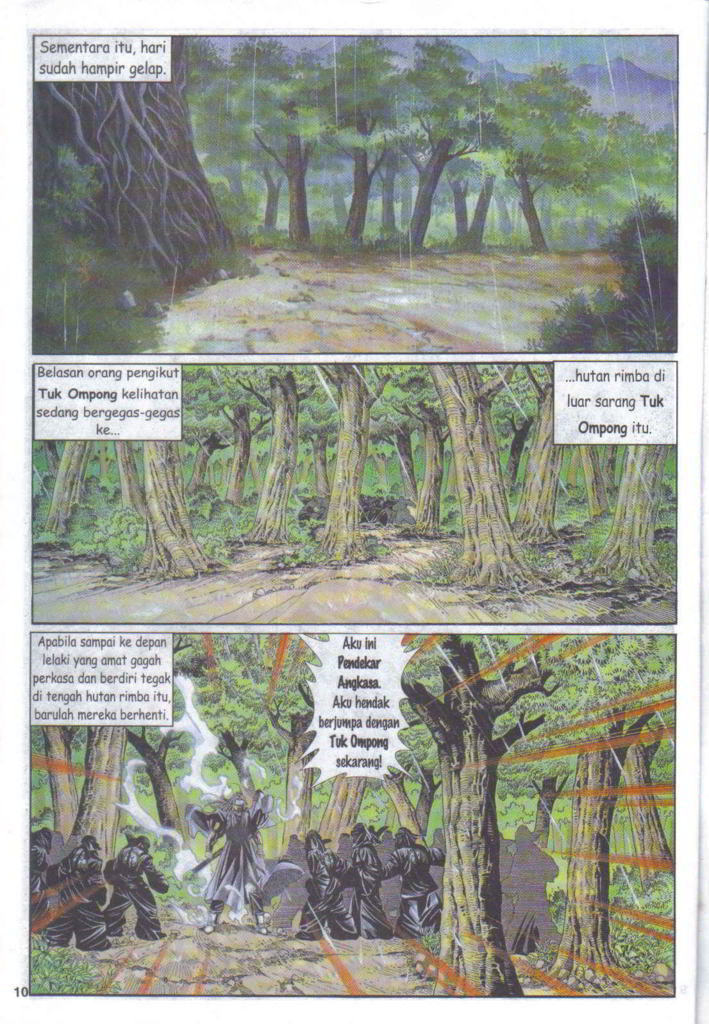 Sementara itu, hari
sudah hampir gelap.
Belasan orang pengikut
Tuk Ompong kelihatan
sedang bergegas-gegas
ke...
...hutan rimba di
luar sarang Tuk
Ompong itu.
Apabila sampai ke depan
lelaki yang amat gagah
perkasa dan berdiri tegak
di tengah hutan rimba itu,
barulah mereka berhenti.
Aku ini
Pendekar
Angkasa.
Aku hendak
berjumpa dengan
Tuk Ompong
sekarang!
10